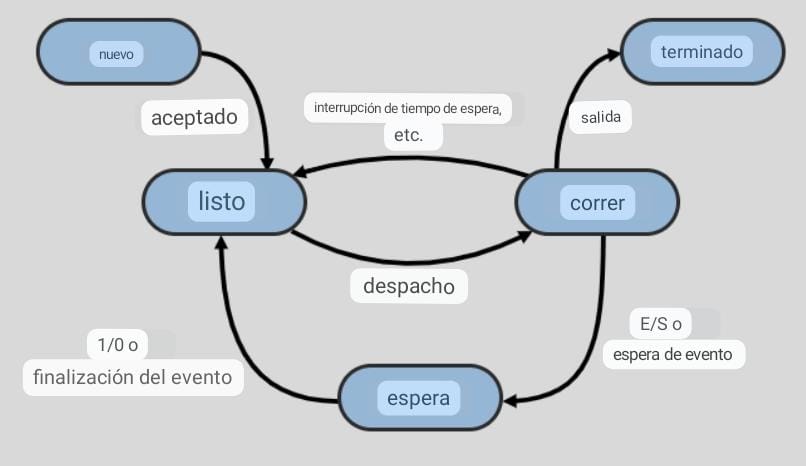 nuevo
terminado
aceptado
interrupción de tiempo de espera,
etc.
salida
listo
correr
despacho
1/0 o
finalización del evento
E/S o
espera de evento
espera